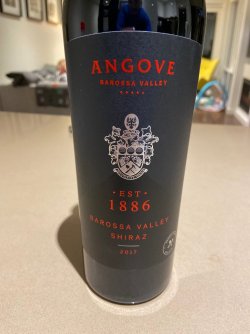 ANGOVE
BAROSSA VALLEY
• EST •
1886
BAROSSA VALLEY
SHIRAZ
2017